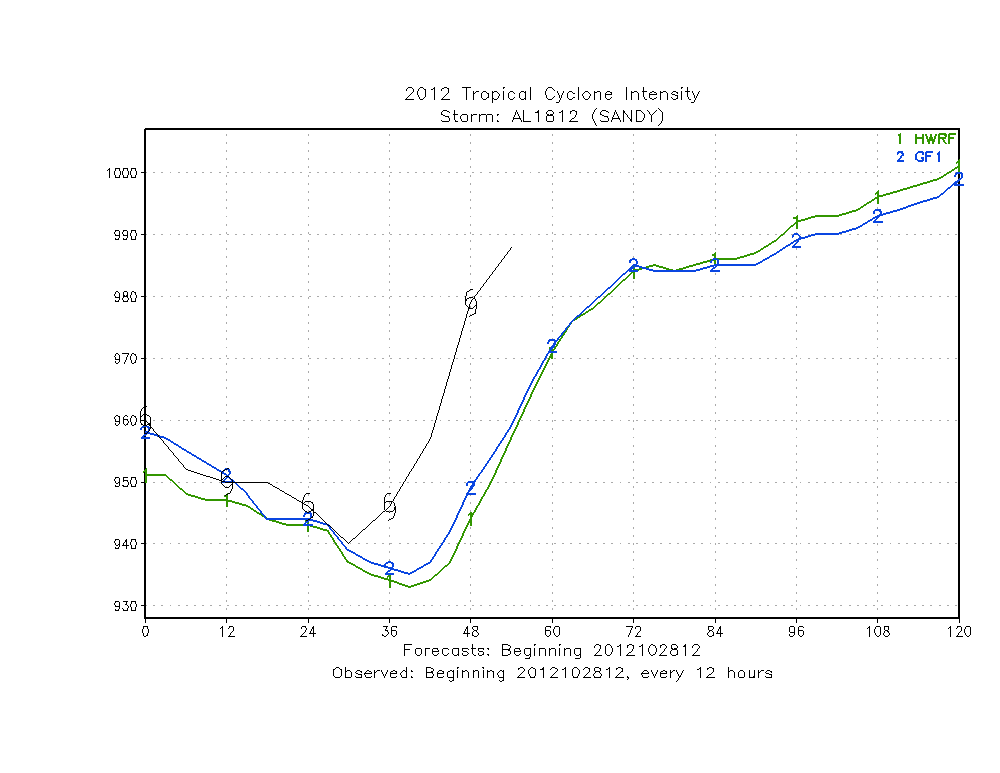 2012 Tropical Cyclone Intensity
Storm: AL1812 (SANDY)
1 HWRF
2 GF1
1000
990
980
970
960
950
940
930
0 12 24 36 48 60 72 84 96 108 120
Forecasts: Beginning 2012102812
Observed: Beginning 2012102812, every 12 hours